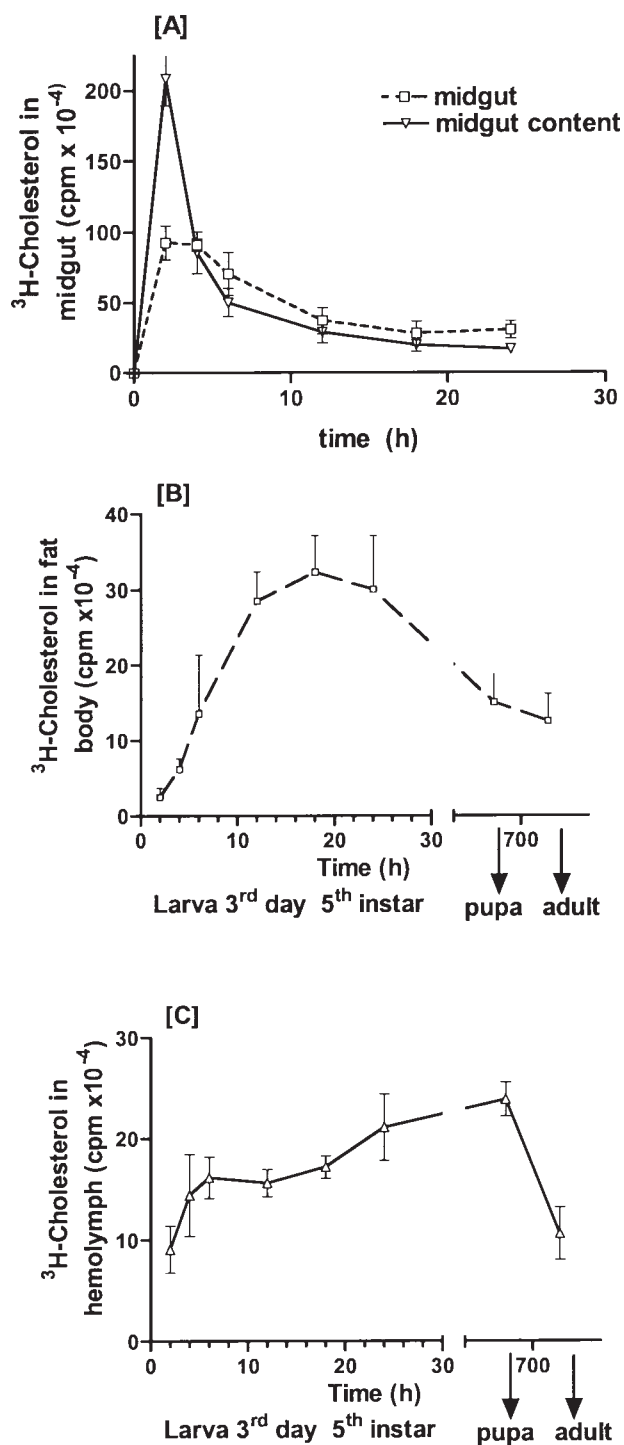 [A]
³H-Cholesterol in
midgut (cpm x 10⁻⁴)
200
150
100
50
0
midgut
midgut content
0 10 20 30
time (h)
[B]
³H-Cholesterol in fat
body (cpm x10⁻⁴)
40
30
20
10
0
0 10 20 30 700
Time (h)
Larva 3ʳᵈ day 5ᵗʰ instar pupa adult
[C]
³H-Cholesterol in
hemolymph (cpm x10⁻⁴)
30
20
10
0
0 10 20 30 700
Time (h)
Larva 3ʳᵈ day 5ᵗʰ instar pupa adult